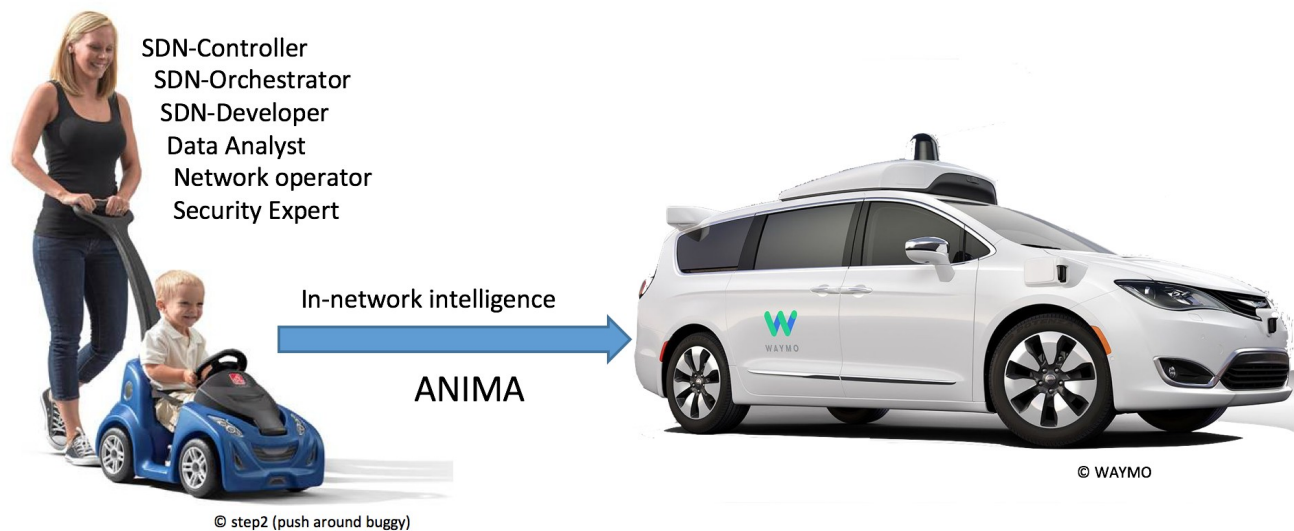 SDN-Controller
SDN-Orchestrator
SDN-Developer
Data Analyst
Network operator
Security Expert
In-network intelligence
ANIMA
WAYMO
© WAYMO
© step2 (push around buggy)